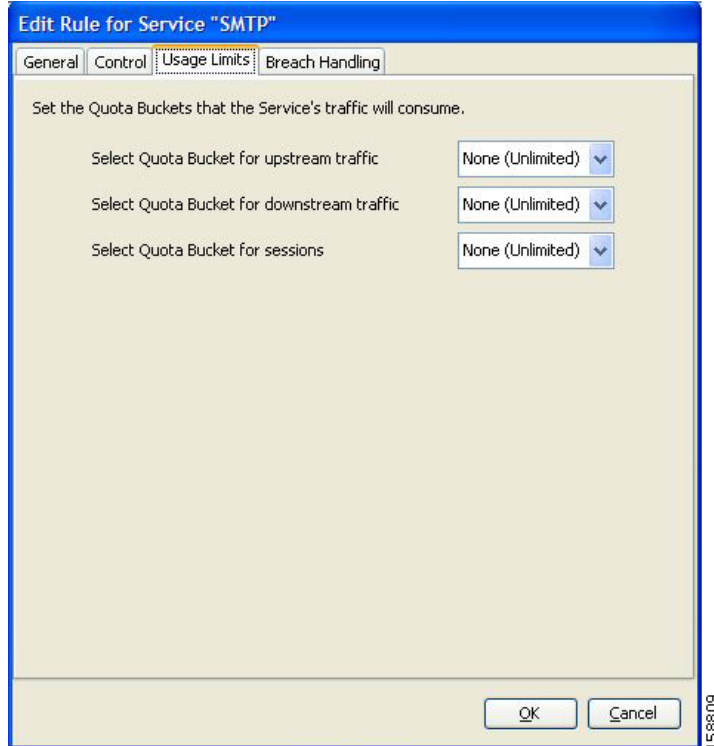 Edit Rule for Service "SMTP"
General Control Usage Limits Breach Handling
Set the Quota Buckets that the Service's traffic will consume.
Select Quota Bucket for upstream traffic None (Unlimited)
Select Quota Bucket for downstream traffic None (Unlimited)
Select Quota Bucket for sessions None (Unlimited)
OK Cancel